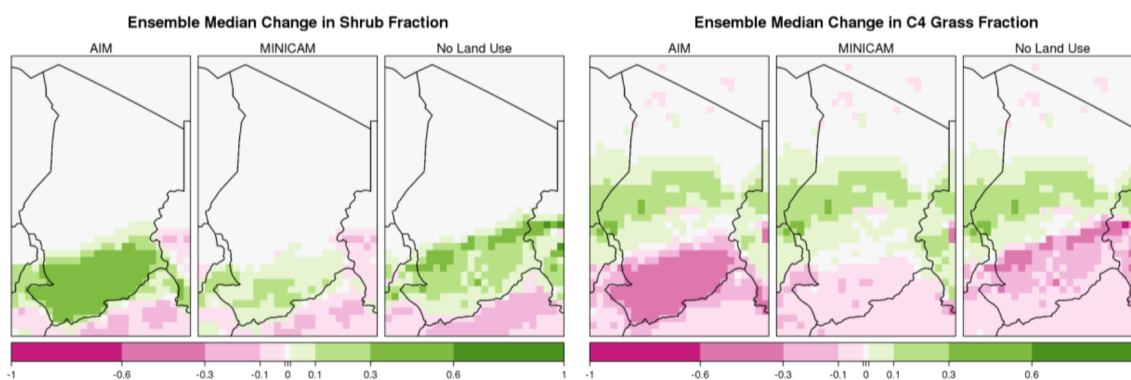 Ensemble Median Change in Shrub Fraction
AIM MINICAM No Land Use
-1 -0.6 -0.3 -0.1 0 0.1 0.3 0.6 1
Ensemble Median Change in C4 Grass Fraction
AIM MINICAM No Land Use
-1 -0.6 -0.3 -0.1 0 0.1 0.3 0.6